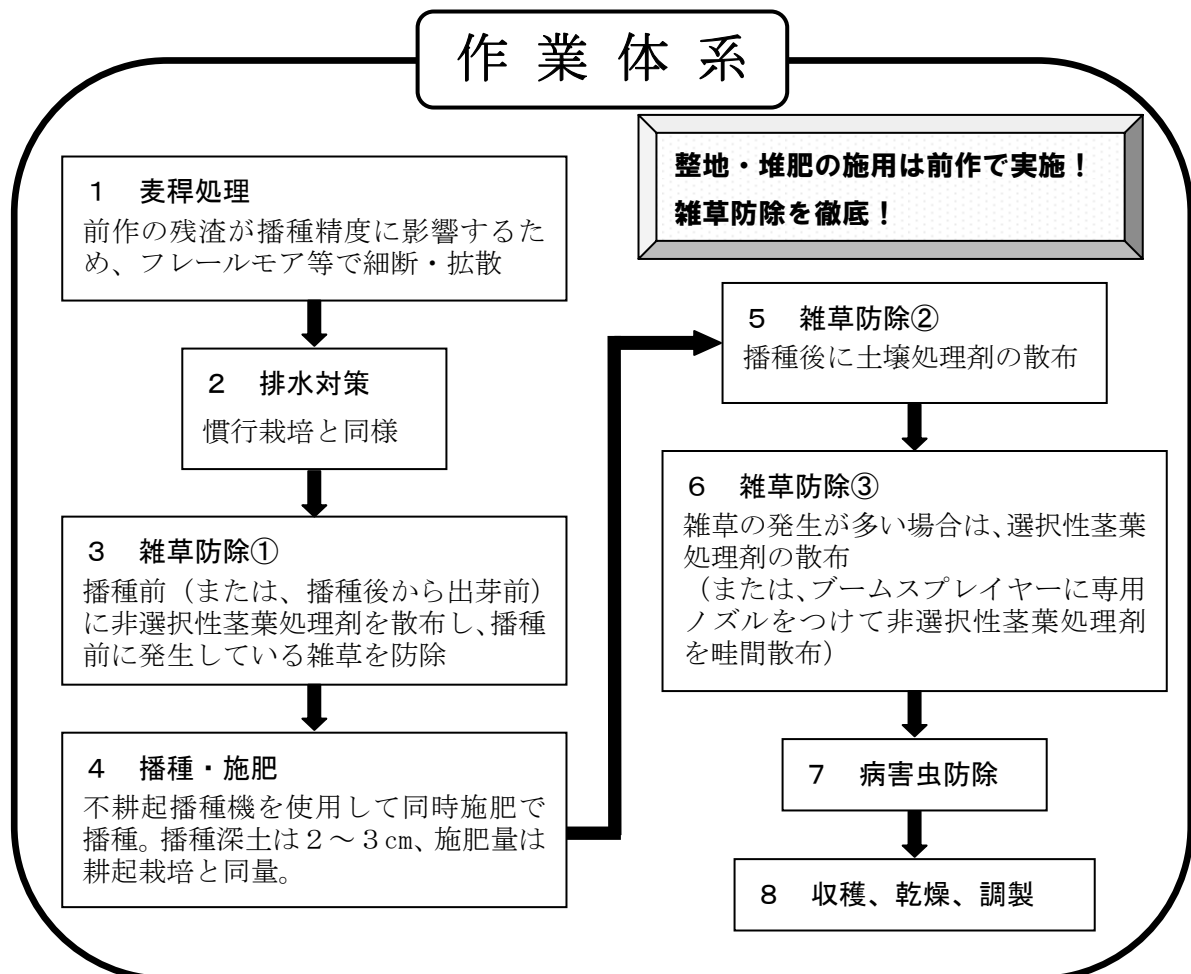 作業体系
整地・堆肥の施用は前作で実施！
雑草防除を徹底！
１　麦稈処理
前作の残渣が播種精度に影響するた
め、フレールモア等で細断・拡散
２　排水対策
慣行栽培と同様
３　雑草防除①
播種前（または、播種後から出芽前）
に非選択性茎葉処理剤を散布し、播種
前に発生している雑草を防除
４　播種・施肥
不耕起播種機を使用して同時施肥で
播種。播種深土は２～３㎝、施肥量は
耕起栽培と同量。
５　雑草防除②
播種後に土壌処理剤の散布
６　雑草防除③
雑草の発生が多い場合は、選択性茎葉
処理剤の散布
（または、ブームスプレイヤーに専用
ノズルをつけて非選択性茎葉処理剤
を畦間散布）
７　病害虫防除
８　収穫、乾燥、調製